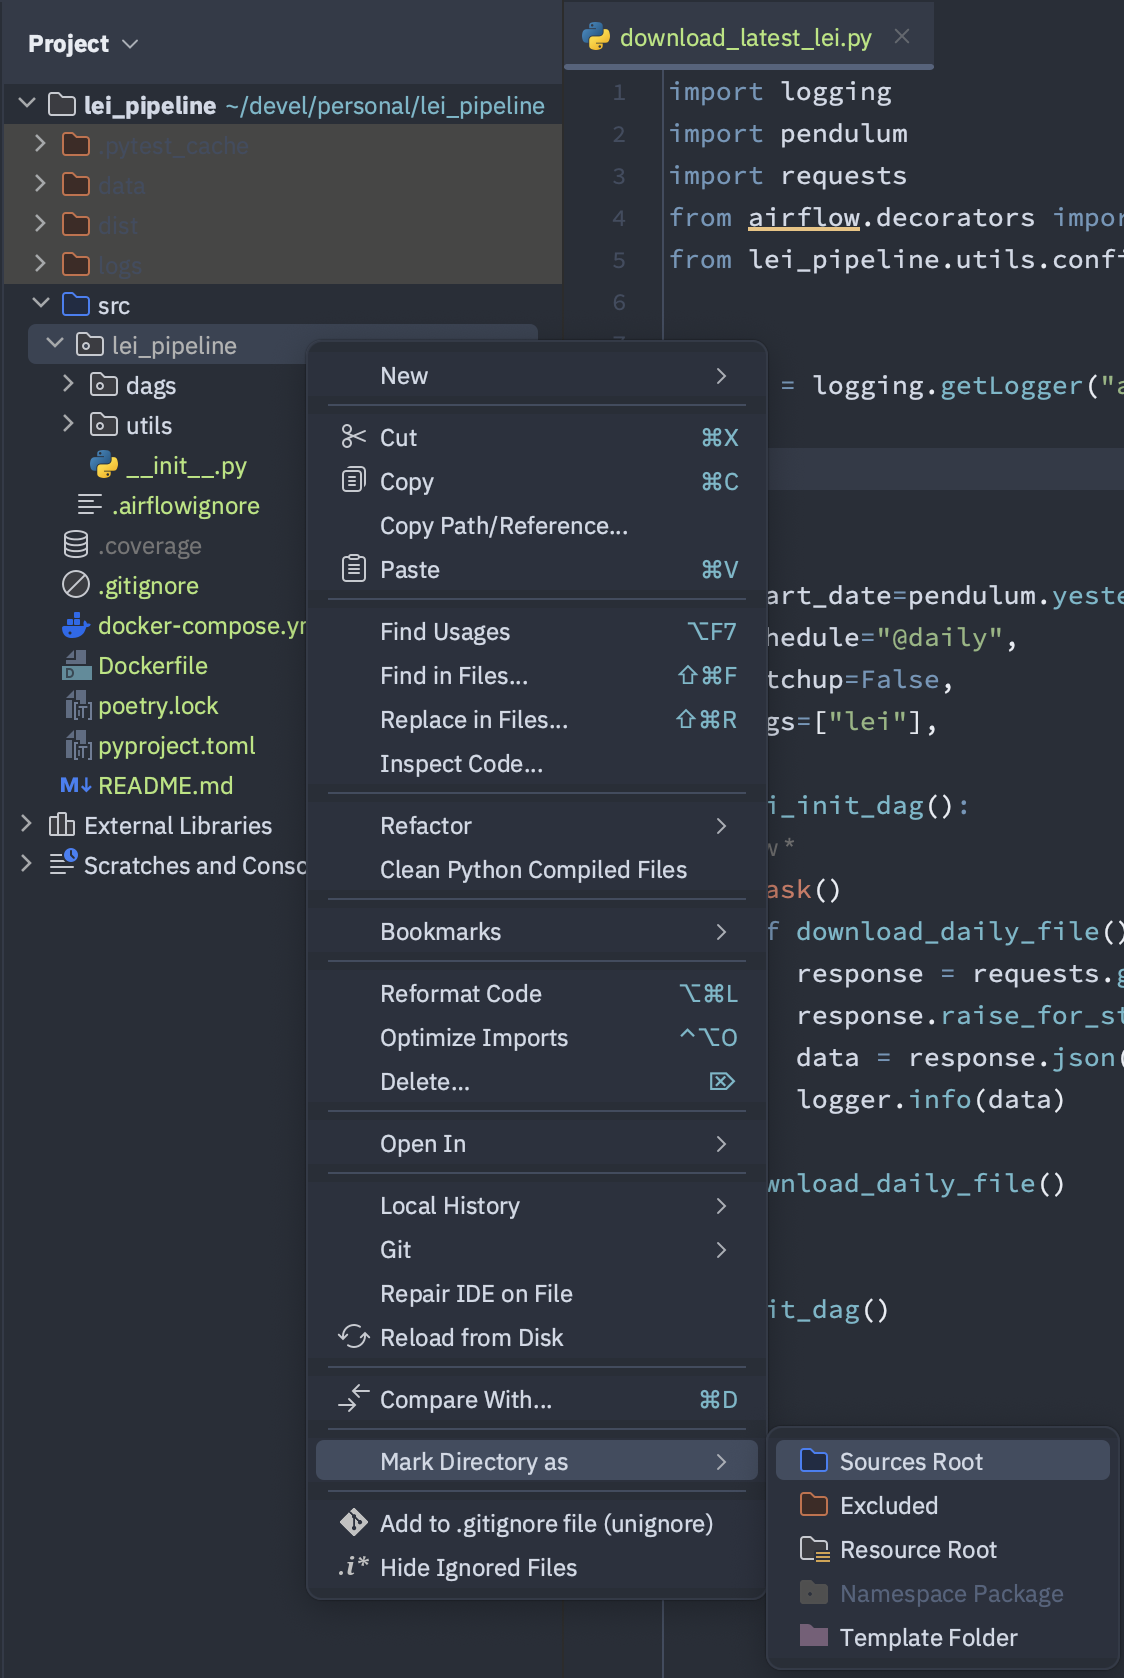 Project
lei_pipeline ~/devel/personal/lei_pipeline
.pytest_cache
data
dist
logs
src
lei_pipeline
dags
utils
__init__.py
.airflowignore
.coverage
.gitignore
docker-compose.yr
Dockerfile
poetry.lock
pyproject.toml
M↓ README.md
External Libraries
Scratches and Consc
download_latest_lei.py
1 import logging
2 import pendulum
3 import requests
4 from airflow.decorators impor
5 from lei_pipeline.utils.confi
6
= logging.getLogger("a
art_date=pendulum.yeste
hedule="@daily",
tchup=False,
gs=["lei"],
i_init_dag():
w *
ask()
f download_daily_file()
response = requests.g
response.raise_for_st
data = response.json(
logger.info(data)
wnload_daily_file()
it_dag()
New
Cut ⌘X
Copy ⌘C
Copy Path/Reference...
Paste ⌘V
Find Usages ⌥F7
Find in Files... ⇧⌘F
Replace in Files... ⇧⌘R
Inspect Code...
Refactor
Clean Python Compiled Files
Bookmarks
Reformat Code ⌥⌘L
Optimize Imports ^⌥O
Delete... ⌦
Open In
Local History
Git
Repair IDE on File
Reload from Disk
Compare With... ⌘D
Mark Directory as
Add to .gitignore file (unignore)
.i* Hide Ignored Files
Sources Root
Excluded
Resource Root
Namespace Package
Template Folder